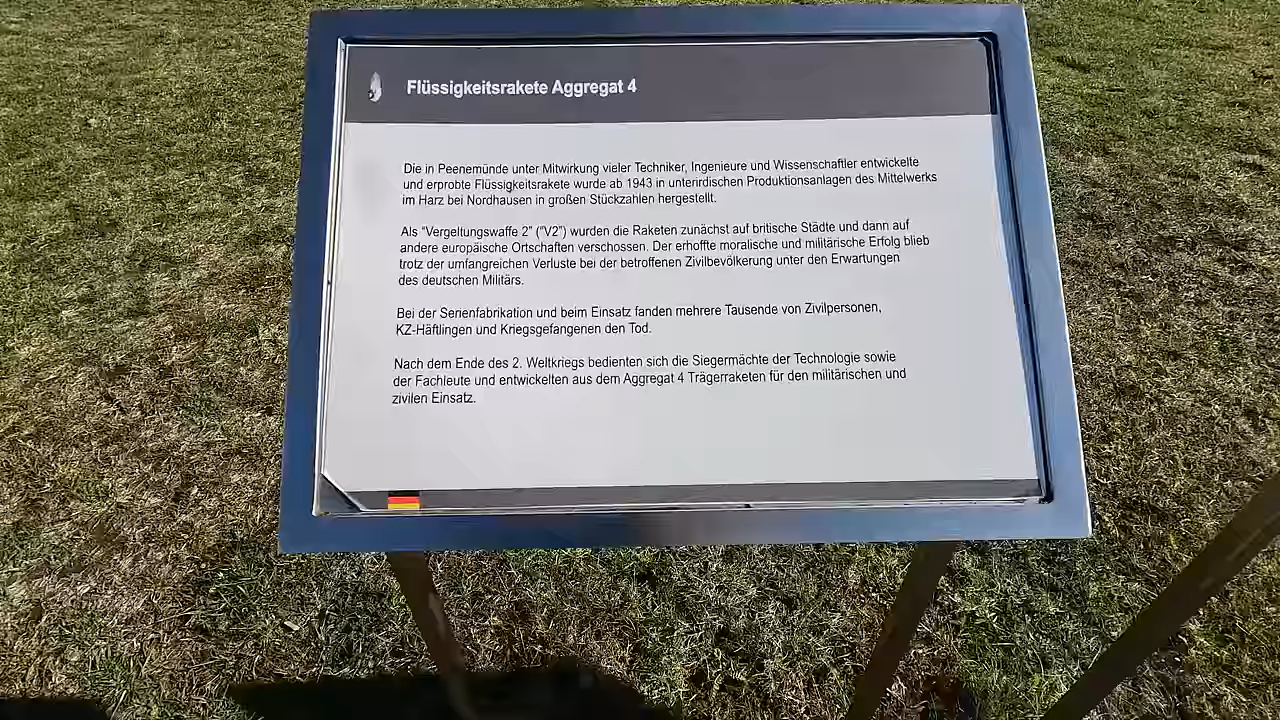 Flüssigkeitsrakete Aggregat 4
Die in Peenemünde unter Mitwirkung vieler Techniker, Ingenieure und Wissenschaftler entwickelte
und erprobte Flüssigkeitsrakete wurde ab 1943 in unterirdischen Produktionsanlagen des Mittelwerks
im Harz bei Nordhausen in großen Stückzahlen hergestellt.
Als "Vergeltungswaffe 2" ("V2") wurden die Raketen zunächst auf britische Städte und dann auf
andere europäische Ortschaften verschossen. Der erhoffte moralische und militärische Erfolg blieb
trotz der umfangreichen Verluste bei der betroffenen Zivilbevölkerung unter den Erwartungen
des deutschen Militärs.
Bei der Serienfabrikation und beim Einsatz fanden mehrere Tausende von Zivilpersonen,
KZ-Häftlingen und Kriegsgefangenen den Tod.
Nach dem Ende des 2. Weltkriegs bedienten sich die Siegermächte der Technologie sowie
der Fachleute und entwickelten aus dem Aggregat 4 Trägerraketen für den militärischen und
zivilen Einsatz.